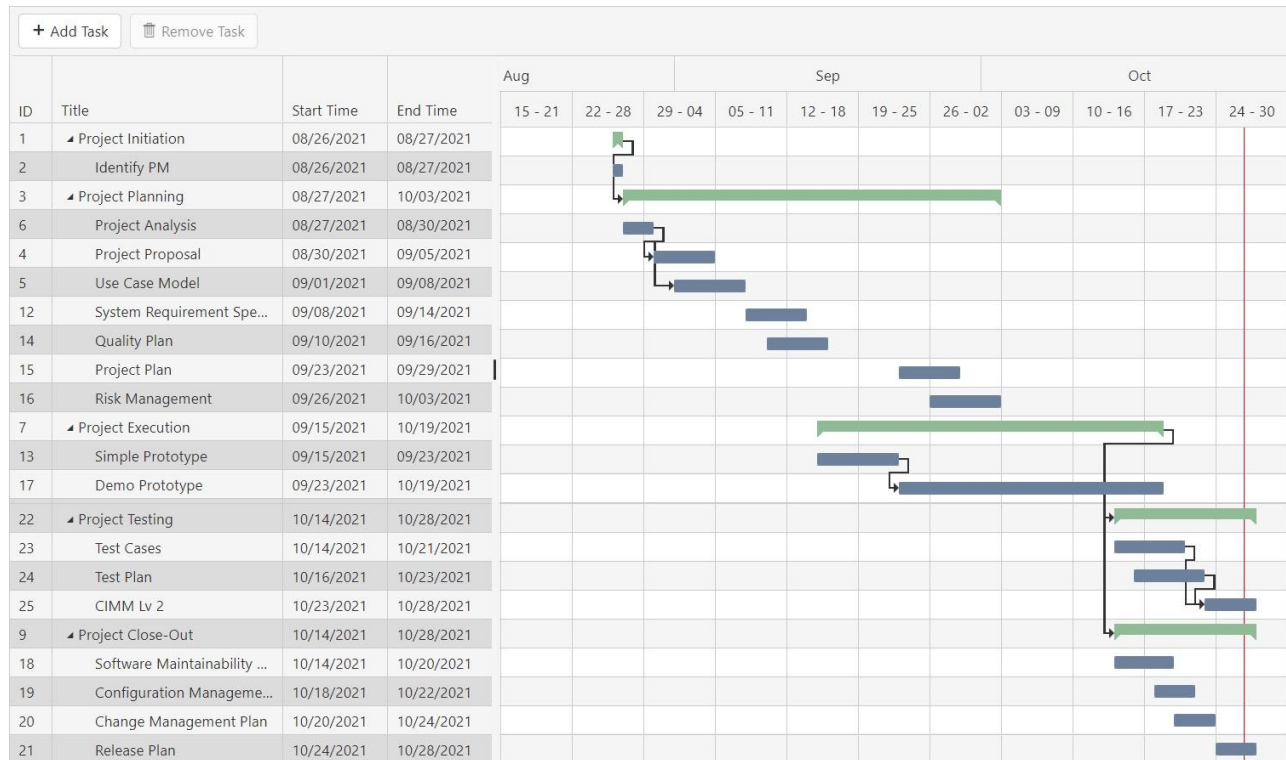 + Add Task Remove Task
Aug Sep Oct
ID Title Start Time End Time 15 - 21 22 - 28 29 - 04 05 - 11 12 - 18 19 - 25 26 - 02 03 - 09 10 - 16 17 - 23 24 - 30
1 Project Initiation 08/26/2021 08/27/2021
2 Identify PM 08/26/2021 08/27/2021
3 Project Planning 08/27/2021 10/03/2021
6 Project Analysis 08/27/2021 08/30/2021
4 Project Proposal 08/30/2021 09/05/2021
5 Use Case Model 09/01/2021 09/08/2021
12 System Requirement Spe... 09/08/2021 09/14/2021
14 Quality Plan 09/10/2021 09/16/2021
15 Project Plan 09/23/2021 09/29/2021
16 Risk Management 09/26/2021 10/03/2021
7 Project Execution 09/15/2021 10/19/2021
13 Simple Prototype 09/15/2021 09/23/2021
17 Demo Prototype 09/23/2021 10/19/2021
22 Project Testing 10/14/2021 10/28/2021
23 Test Cases 10/14/2021 10/21/2021
24 Test Plan 10/16/2021 10/23/2021
25 CIMM Lv 2 10/23/2021 10/28/2021
9 Project Close-Out 10/14/2021 10/28/2021
18 Software Maintainability ... 10/14/2021 10/20/2021
19 Configuration Manageme... 10/18/2021 10/22/2021
20 Change Management Plan 10/20/2021 10/24/2021
21 Release Plan 10/24/2021 10/28/2021